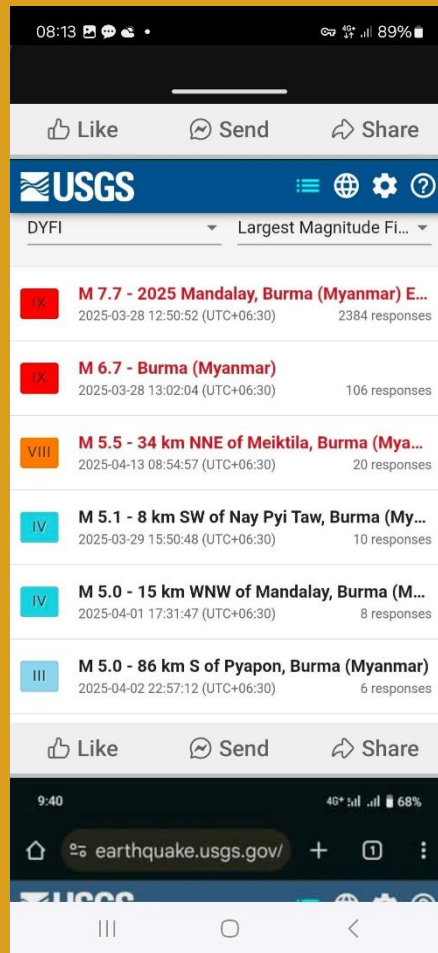 08:13
4G+ 89%
Like Send Share
USGS
DYFI Largest Magnitude Fi...
IX M 7.7 - 2025 Mandalay, Burma (Myanmar) E...
2025-03-28 12:50:52 (UTC+06:30) 2384 responses
IX M 6.7 - Burma (Myanmar)
2025-03-28 13:02:04 (UTC+06:30) 106 responses
VIII M 5.5 - 34 km NNE of Meiktila, Burma (Mya...
2025-04-13 08:54:57 (UTC+06:30) 20 responses
IV M 5.1 - 8 km SW of Nay Pyi Taw, Burma (My...
2025-03-29 15:50:48 (UTC+06:30) 10 responses
IV M 5.0 - 15 km WNW of Mandalay, Burma (M...
2025-04-01 17:31:47 (UTC+06:30) 8 responses
III M 5.0 - 86 km S of Pyapon, Burma (Myanmar)
2025-04-02 22:57:12 (UTC+06:30) 6 responses
Like Send Share
9:40 4G+ 68%
earthquake.usgs.gov/ 1
USGS